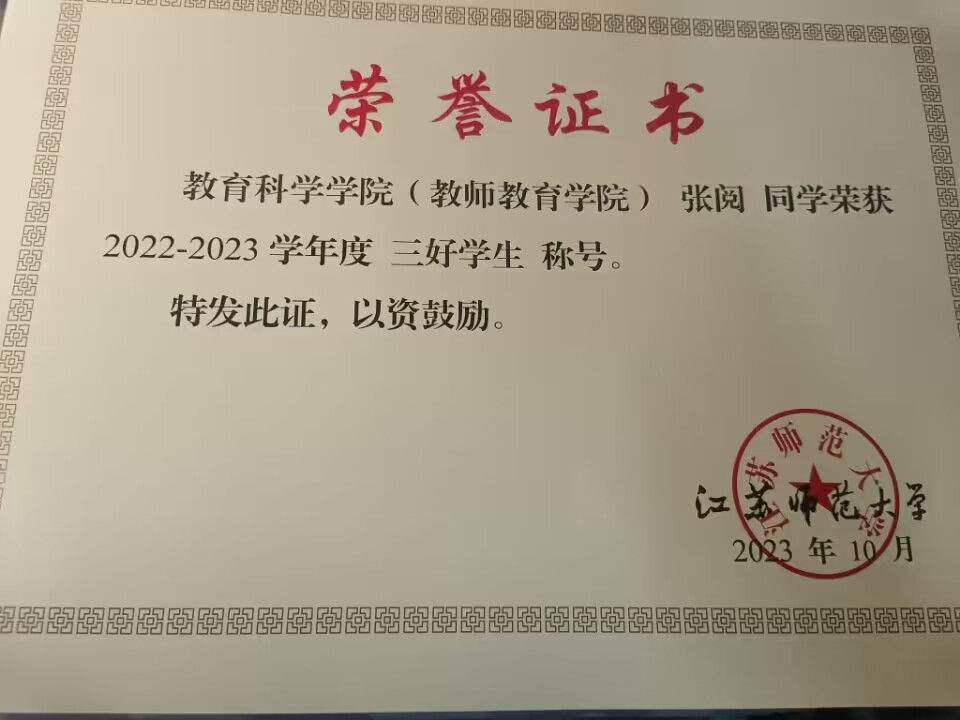 荣誉证书
教育科学学院（教师教育学院） 张阅 同学荣获
2022-2023 学年度 三好学生 称号。
特发此证，以资鼓励。
江苏师范大学
江苏师范大学
2023 年 10 月